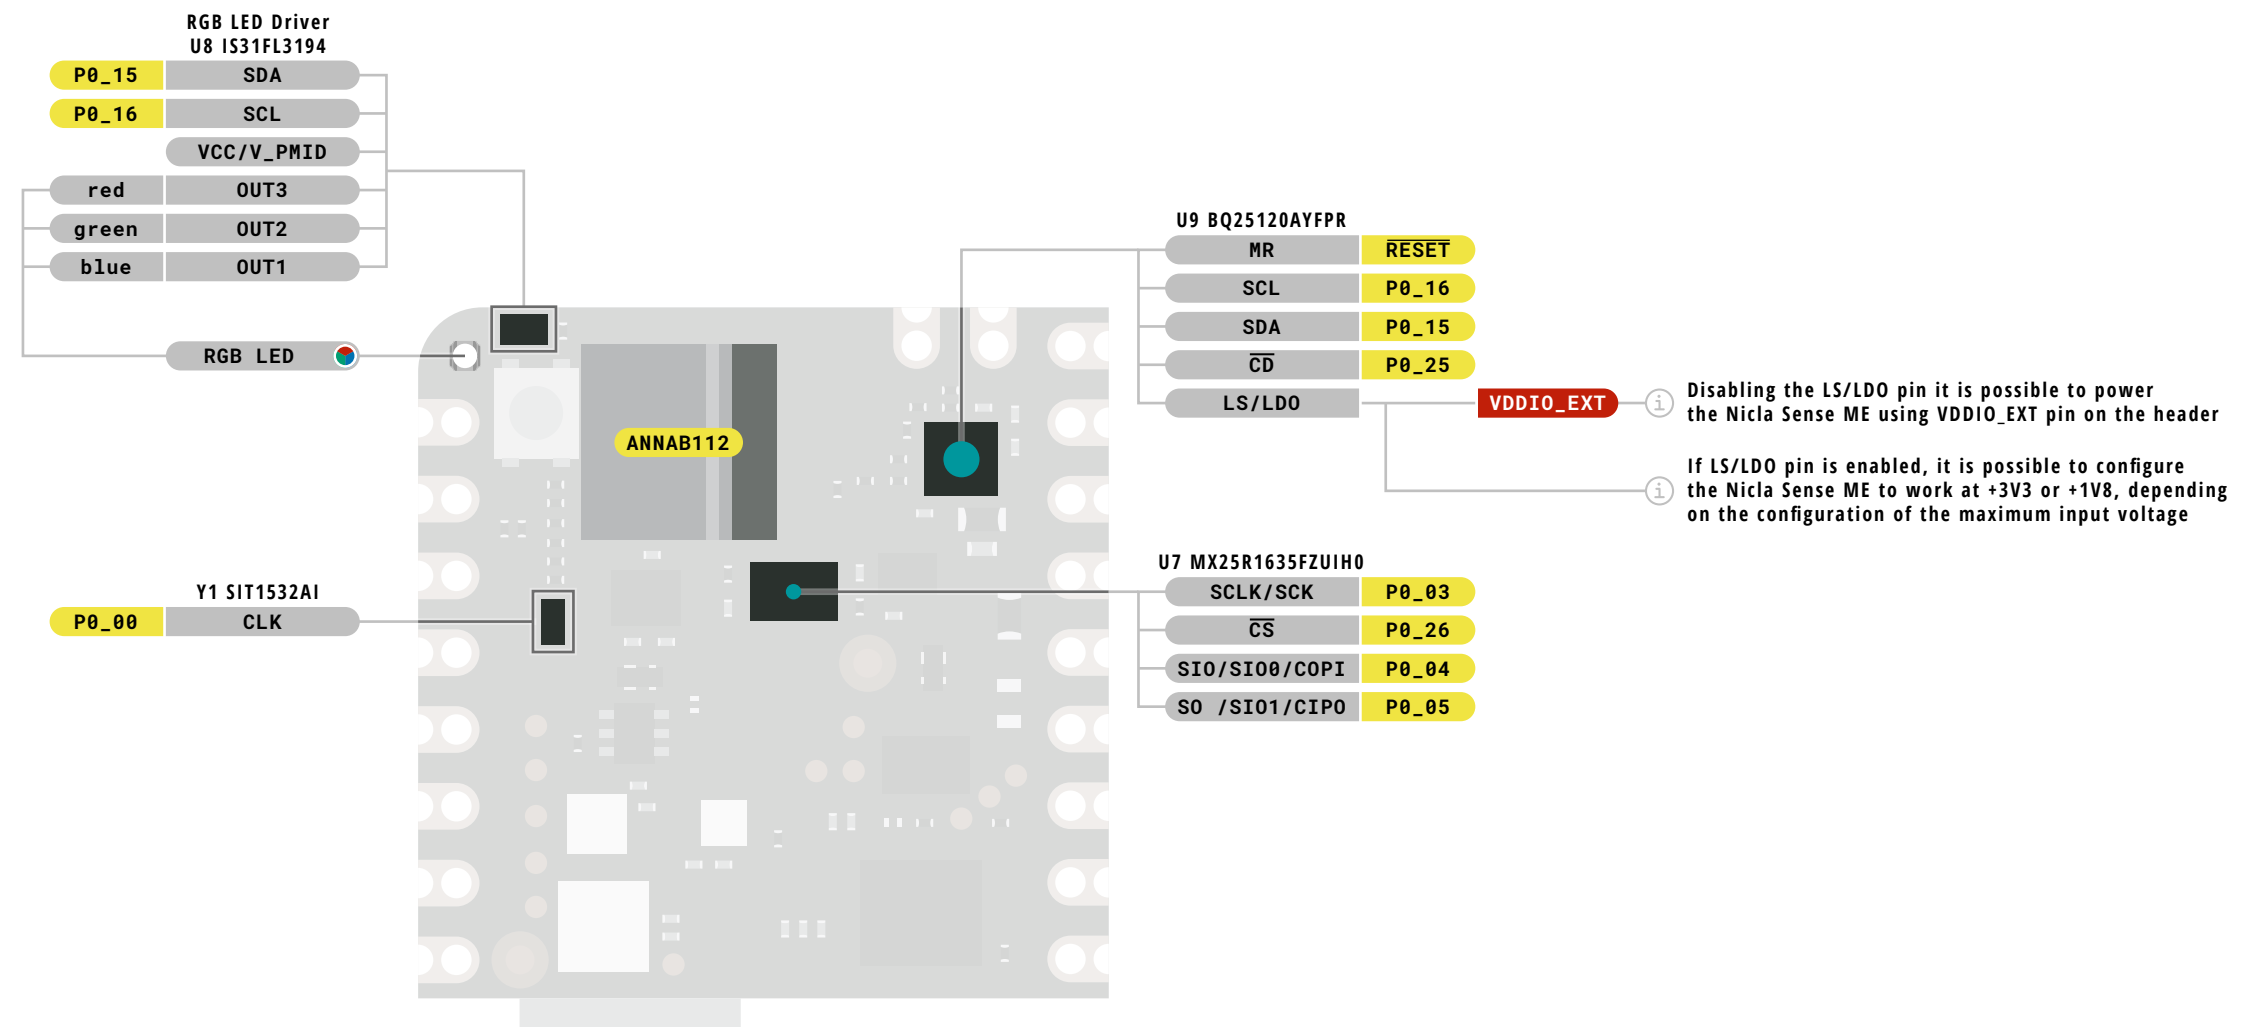 RGB LED Driver
U8 IS31FL3194
P0_15 SDA
P0_16 SCL
VCC/V_PMID
red OUT3
green OUT2
blue OUT1
RGB LED
Y1 SIT1532AI
P0_00 CLK
ANNAB112
U9 BQ25120AYFPR
MR RESET
SCL P0_16
SDA P0_15
CD P0_25
LS/LDO VDDIO_EXT
i
Disabling the LS/LDO pin it is possible to power
the Nicla Sense ME using VDDIO_EXT pin on the header
i
If LS/LDO pin is enabled, it is possible to configure
the Nicla Sense ME to work at +3V3 or +1V8, depending
on the configuration of the maximum input voltage
U7 MX25R1635FZUIH0
SCLK/SCK P0_03
CS P0_26
SIO/SIO0/COPI P0_04
SO /SIO1/CIPO P0_05